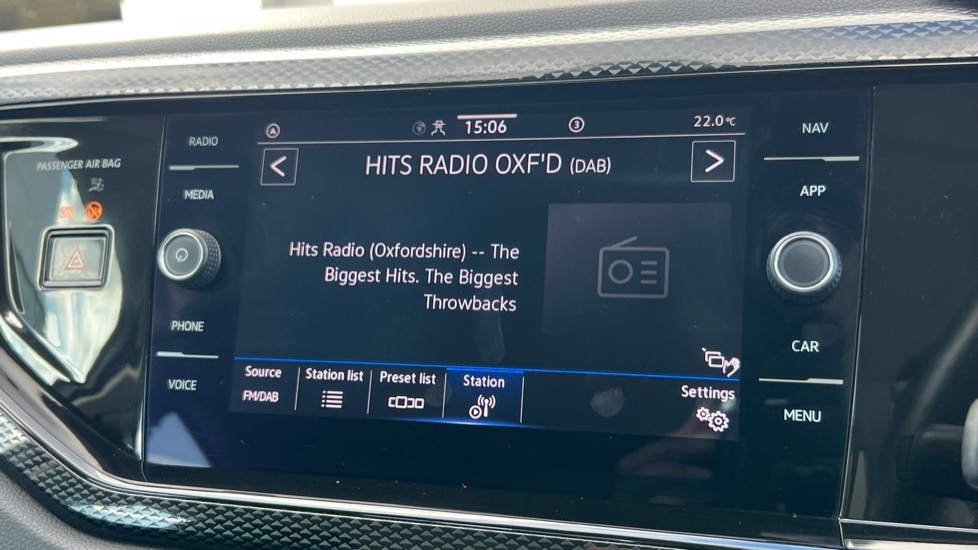 RADIO
MEDIA
PHONE
VOICE
PASSENGER AIR BAG
15:06
3
22.0°C
<
HITS RADIO OXF'D (DAB)
>
Hits Radio (Oxfordshire) -- The
Biggest Hits. The Biggest
Throwbacks
Source
FM/DAB
Station list
Preset list
Station
Settings
NAV
APP
CAR
MENU